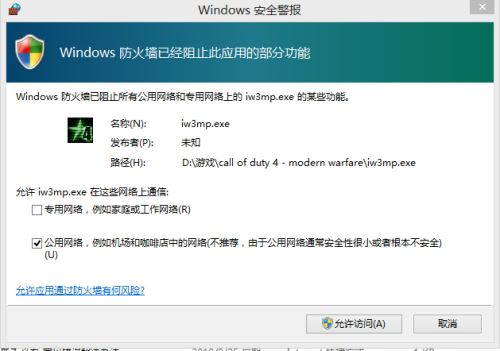 Windows 安全警报
Windows 防火墙已经阻止此应用的部分功能
Windows 防火墙已阻止所有公用网络和专用网络上的 iw3mp.exe 的某些功能。
名称(N): iw3mp.exe
发布者(P): 未知
路径(H): D:\游戏\call of duty 4 - modern warfare\iw3mp.exe
允许 iw3mp.exe 在这些网络上通信:
专用网络，例如家庭或工作网络(R)
公用网络，例如机场和咖啡店中的网络(不推荐，由于公用网络通常安全性很小或者根本不安全)
(U)
允许应用通过防火墙有何风险?
允许访问(A) 取消